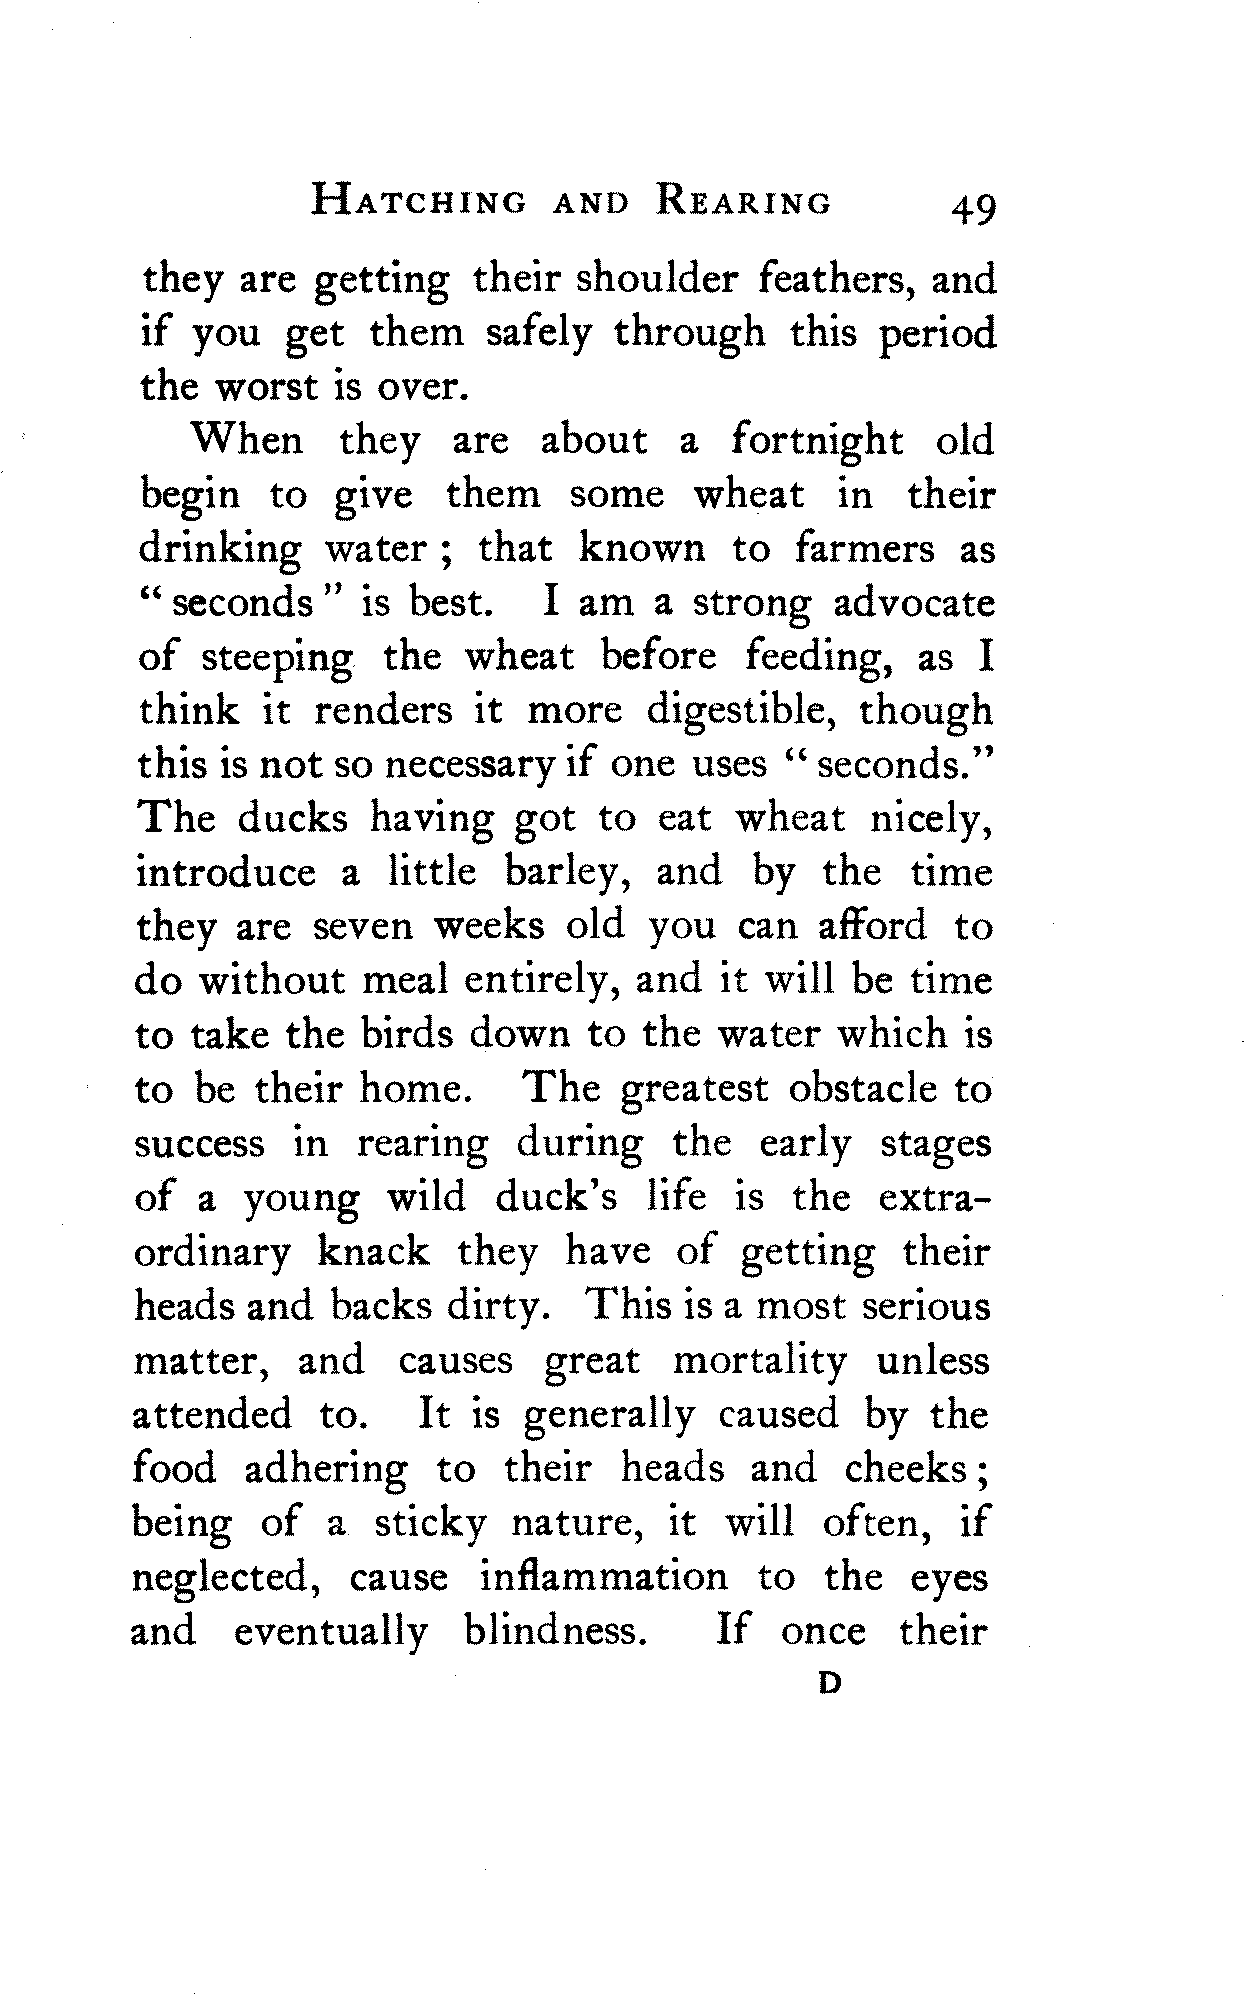 HATCHING AND REARING 49
they are getting their shoulder feathers, and
if you get them safely through this period
the worst is over.
When they are about a fortnight old
begin to give them some wheat in their
drinking water ; that known to farmers as
“ seconds ” is best. I am a strong advocate
of steeping the wheat before feeding, as I
think it renders it more digestible, though
this is not so necessary if one uses “ seconds.”
The ducks having got to eat wheat nicely,
introduce a little barley, and by the time
they are seven weeks old you can afford to
do without meal entirely, and it will be time
to take the birds down to the water which is
to be their home. The greatest obstacle to
success in rearing during the early stages
of a young wild duck's life is the extra-
ordinary knack they have of getting their
heads and backs dirty. This is a most serious
matter, and causes great mortality unless
attended to. It is generally caused by the
food adhering to their heads and cheeks ;
being of a sticky nature, it will often, if
neglected, cause inflammation to the eyes
and eventually blindness. If once their
D